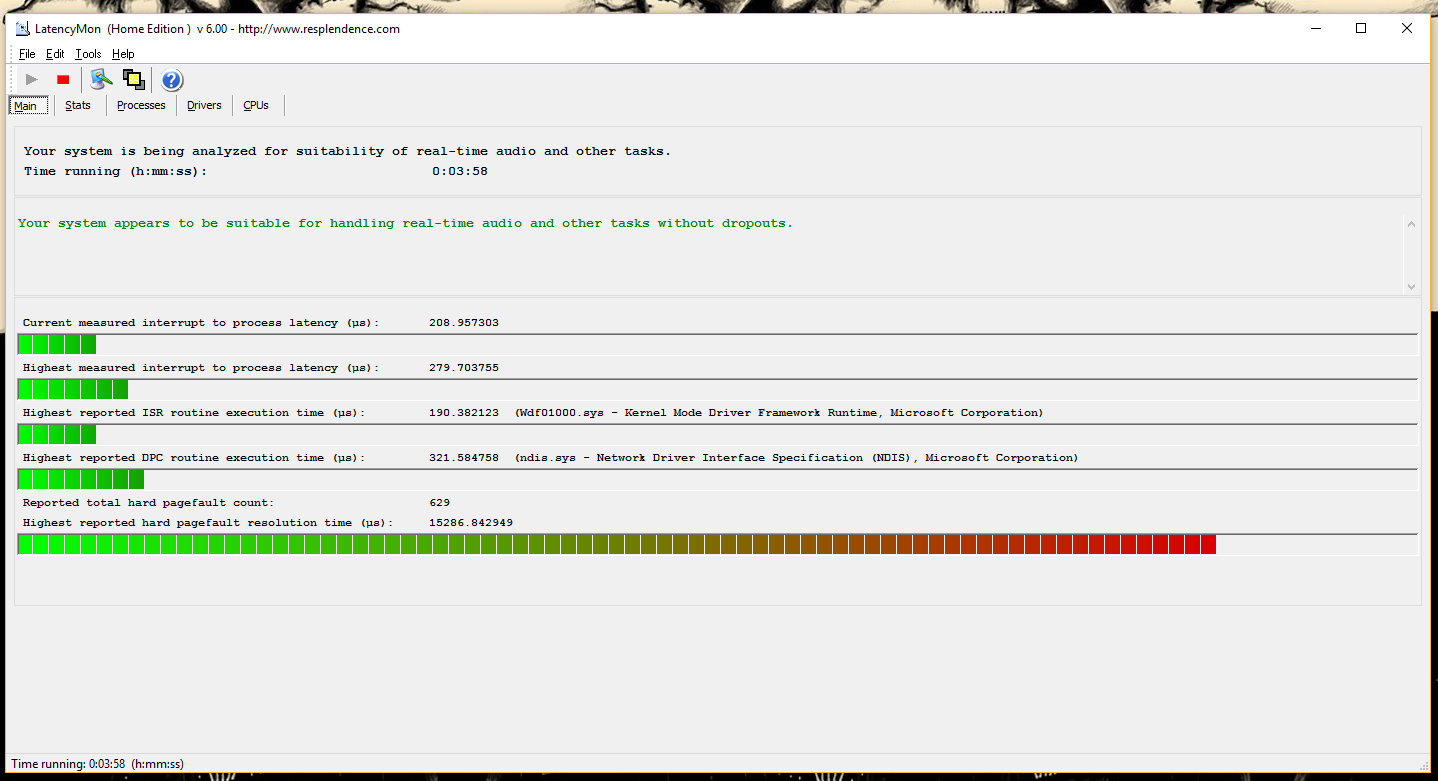 LatencyMon (Home Edition ) v 6.00 - http://www.resplendence.com
File Edit Tools Help
Main Stats Processes Drivers CPUs
Your system is being analyzed for suitability of real-time audio and other tasks.
Time running (h:mm:ss): 0:03:58
Your system appears to be suitable for handling real-time audio and other tasks without dropouts.
Current measured interrupt to process latency (µs): 208.957303
Highest measured interrupt to process latency (µs): 279.703755
Highest reported ISR routine execution time (µs): 190.382123 (Wdf01000.sys - Kernel Mode Driver Framework Runtime, Microsoft Corporation)
Highest reported DPC routine execution time (µs): 321.584758 (ndis.sys - Network Driver Interface Specification (NDIS), Microsoft Corporation)
Reported total hard pagefault count: 629
Highest reported hard pagefault resolution time (µs): 15286.842949
Time running: 0:03:58 (h:mm:ss)